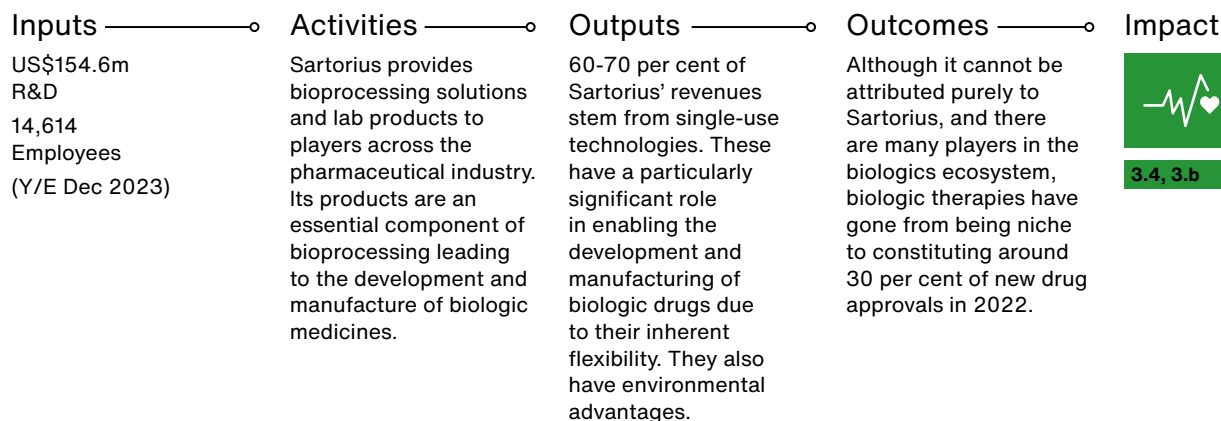 Inputs
US$154.6m
R&D
14,614
Employees
(Y/E Dec 2023)
Activities
Sartorius provides
bioprocessing solutions
and lab products to
players across the
pharmaceutical industry.
Its products are an
essential component of
bioprocessing leading
to the development and
manufacture of biologic
medicines.
Outputs
60-70 per cent of
Sartorius’ revenues
stem from single-use
technologies. These
have a particularly
significant role
in enabling the
development and
manufacturing of
biologic drugs due
to their inherent
flexibility. They also
have environmental
advantages.
Outcomes
Although it cannot be
attributed purely to
Sartorius, and there
are many players in the
biologics ecosystem,
biologic therapies have
gone from being niche
to constituting around
30 per cent of new drug
approvals in 2022.
Impact
3.4, 3.b